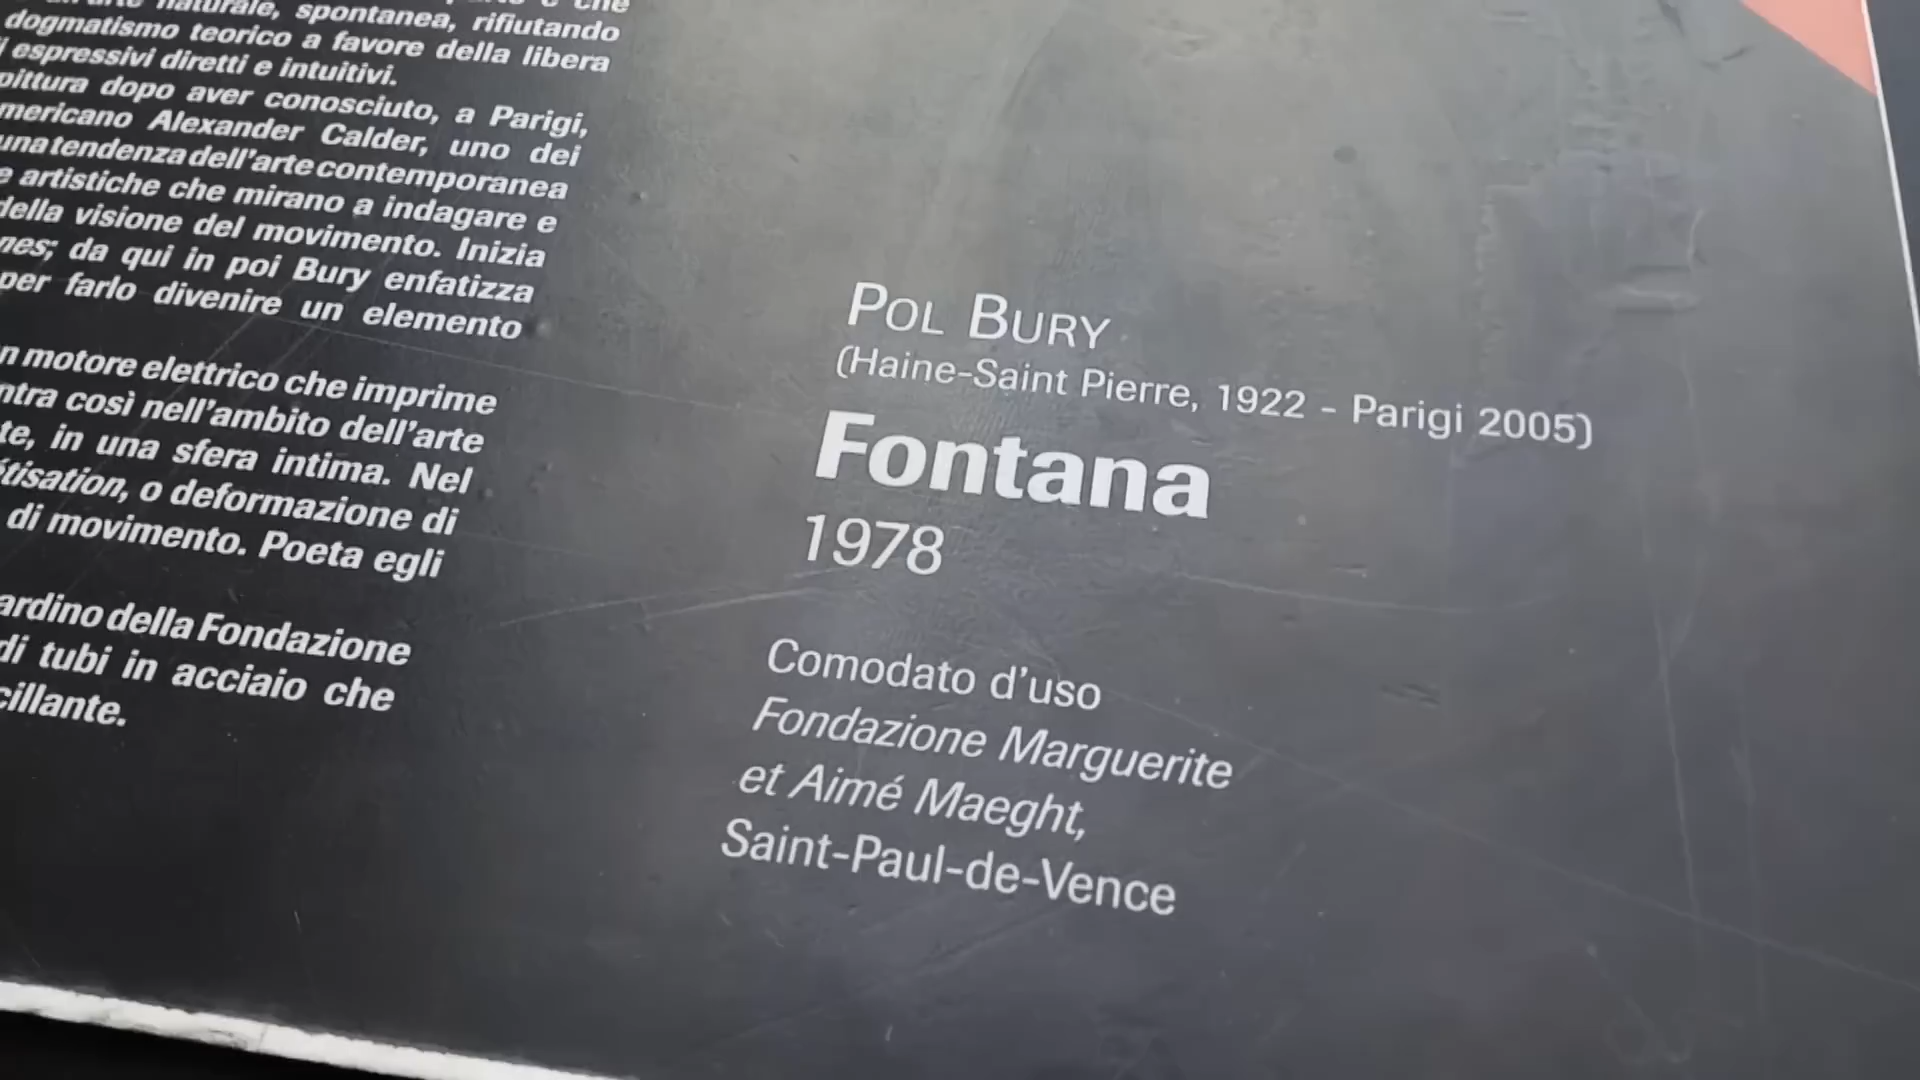 naturale, spontanea, rifiutando
dogmatismo teorico a favore della libera
espressivi diretti e intuitivi.
pittura dopo aver conosciuto, a Parigi,
mericano Alexander Calder, uno dei
una tendenza dell'arte contemporanea
e artistiche che mirano a indagare e
della visione del movimento. Inizia
nes; da qui in poi Bury enfatizza
per farlo divenire un elemento
n motore elettrico che imprime
ntra così nell'ambito dell'arte
te, in una sfera intima. Nel
étisation, o deformazione di
di movimento. Poeta egli
ardino della Fondazione
di tubi in acciaio che
cillante.
POL BURY
(Haine-Saint Pierre, 1922 - Parigi 2005)
Fontana
1978
Comodato d'uso
Fondazione Marguerite
et Aimé Maeght,
Saint-Paul-de-Vence